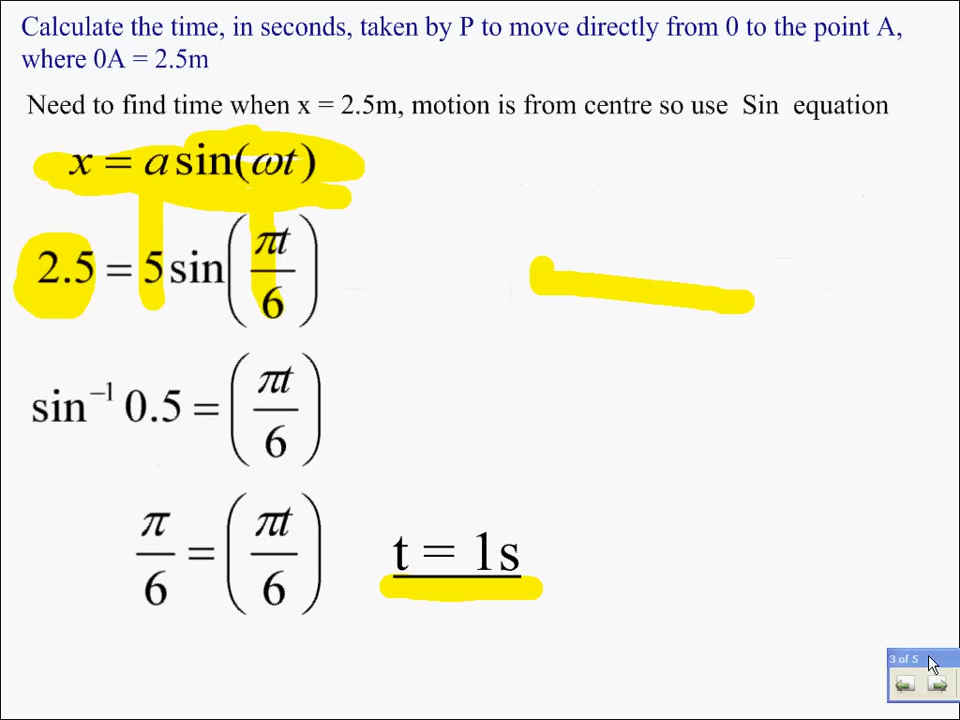 Calculate the time, in seconds, taken by P to move directly from 0 to the point A,
where 0A = 2.5m
Need to find time when x = 2.5m, motion is from centre so use Sin equation
x = a sin(ωt)
2.5 = 5 sin(πt/6)
sin⁻¹ 0.5 = (πt/6)
π/6 = (πt/6)
t = 1s
3 of 5